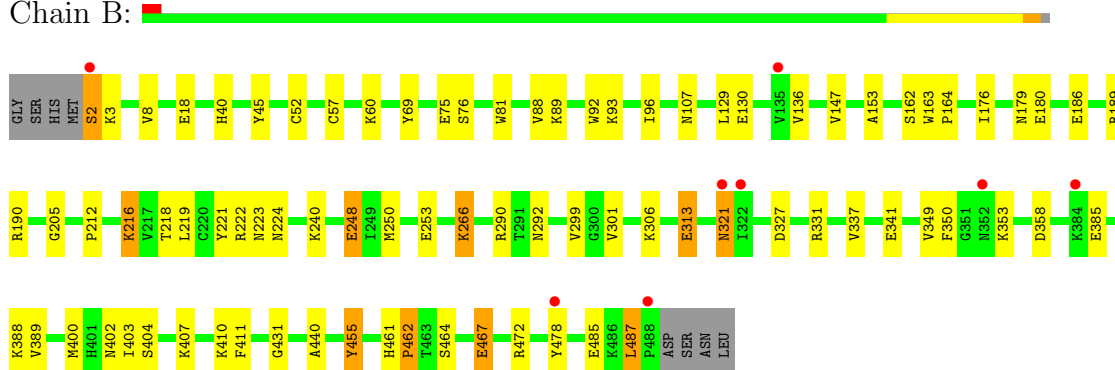 Chain B:
GLY SER HIS MET S2 K3 V8 E18 H40 Y45 C52 C57 K60 Y69 E75 S76 W81 V88 K89 W92 K93 I96 N107 L129 E130 V135 V136 V147 A153 S162 W163 P164 I176 N179 E180 E186 R189
R190 G205 P212 K216 V217 T218 L219 C220 Y221 R222 N223 N224 K240 E248 I249 M250 E253 K266 R290 T291 N292 V299 G300 V301 K306 E313 N321 I322 D327 R331 V337 E341 V349 F350 G351 N352 K353 D358 K384 E385
K388 V389 M400 H401 N402 I403 S404 K407 K410 F411 G431 A440 Y455 H461 P462 T463 S464 E467 R472 Y478 E485 K486 L487 P488 ASP SER ASN LEU